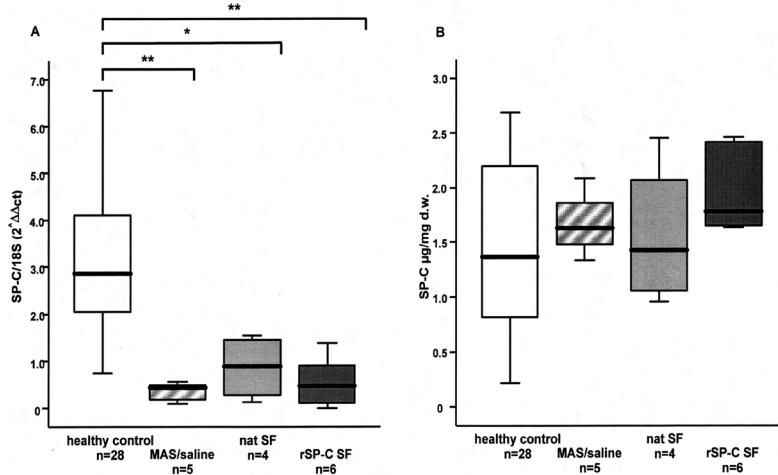 **
A
*
B
**
7.0
6.0
5.0
4.0
3.0
2.0
1.0
0
SP-C/18S (2^ΔΔct)
healthy control
n=28
MAS/saline
n=5
nat SF
n=4
rSP-C SF
n=6
3.0
2.5
2.0
1.5
1.0
0.5
0
SP-C µg/mg d.w.
healthy control
n=28
MAS/saline
n=5
nat SF
n=4
rSP-C SF
n=6